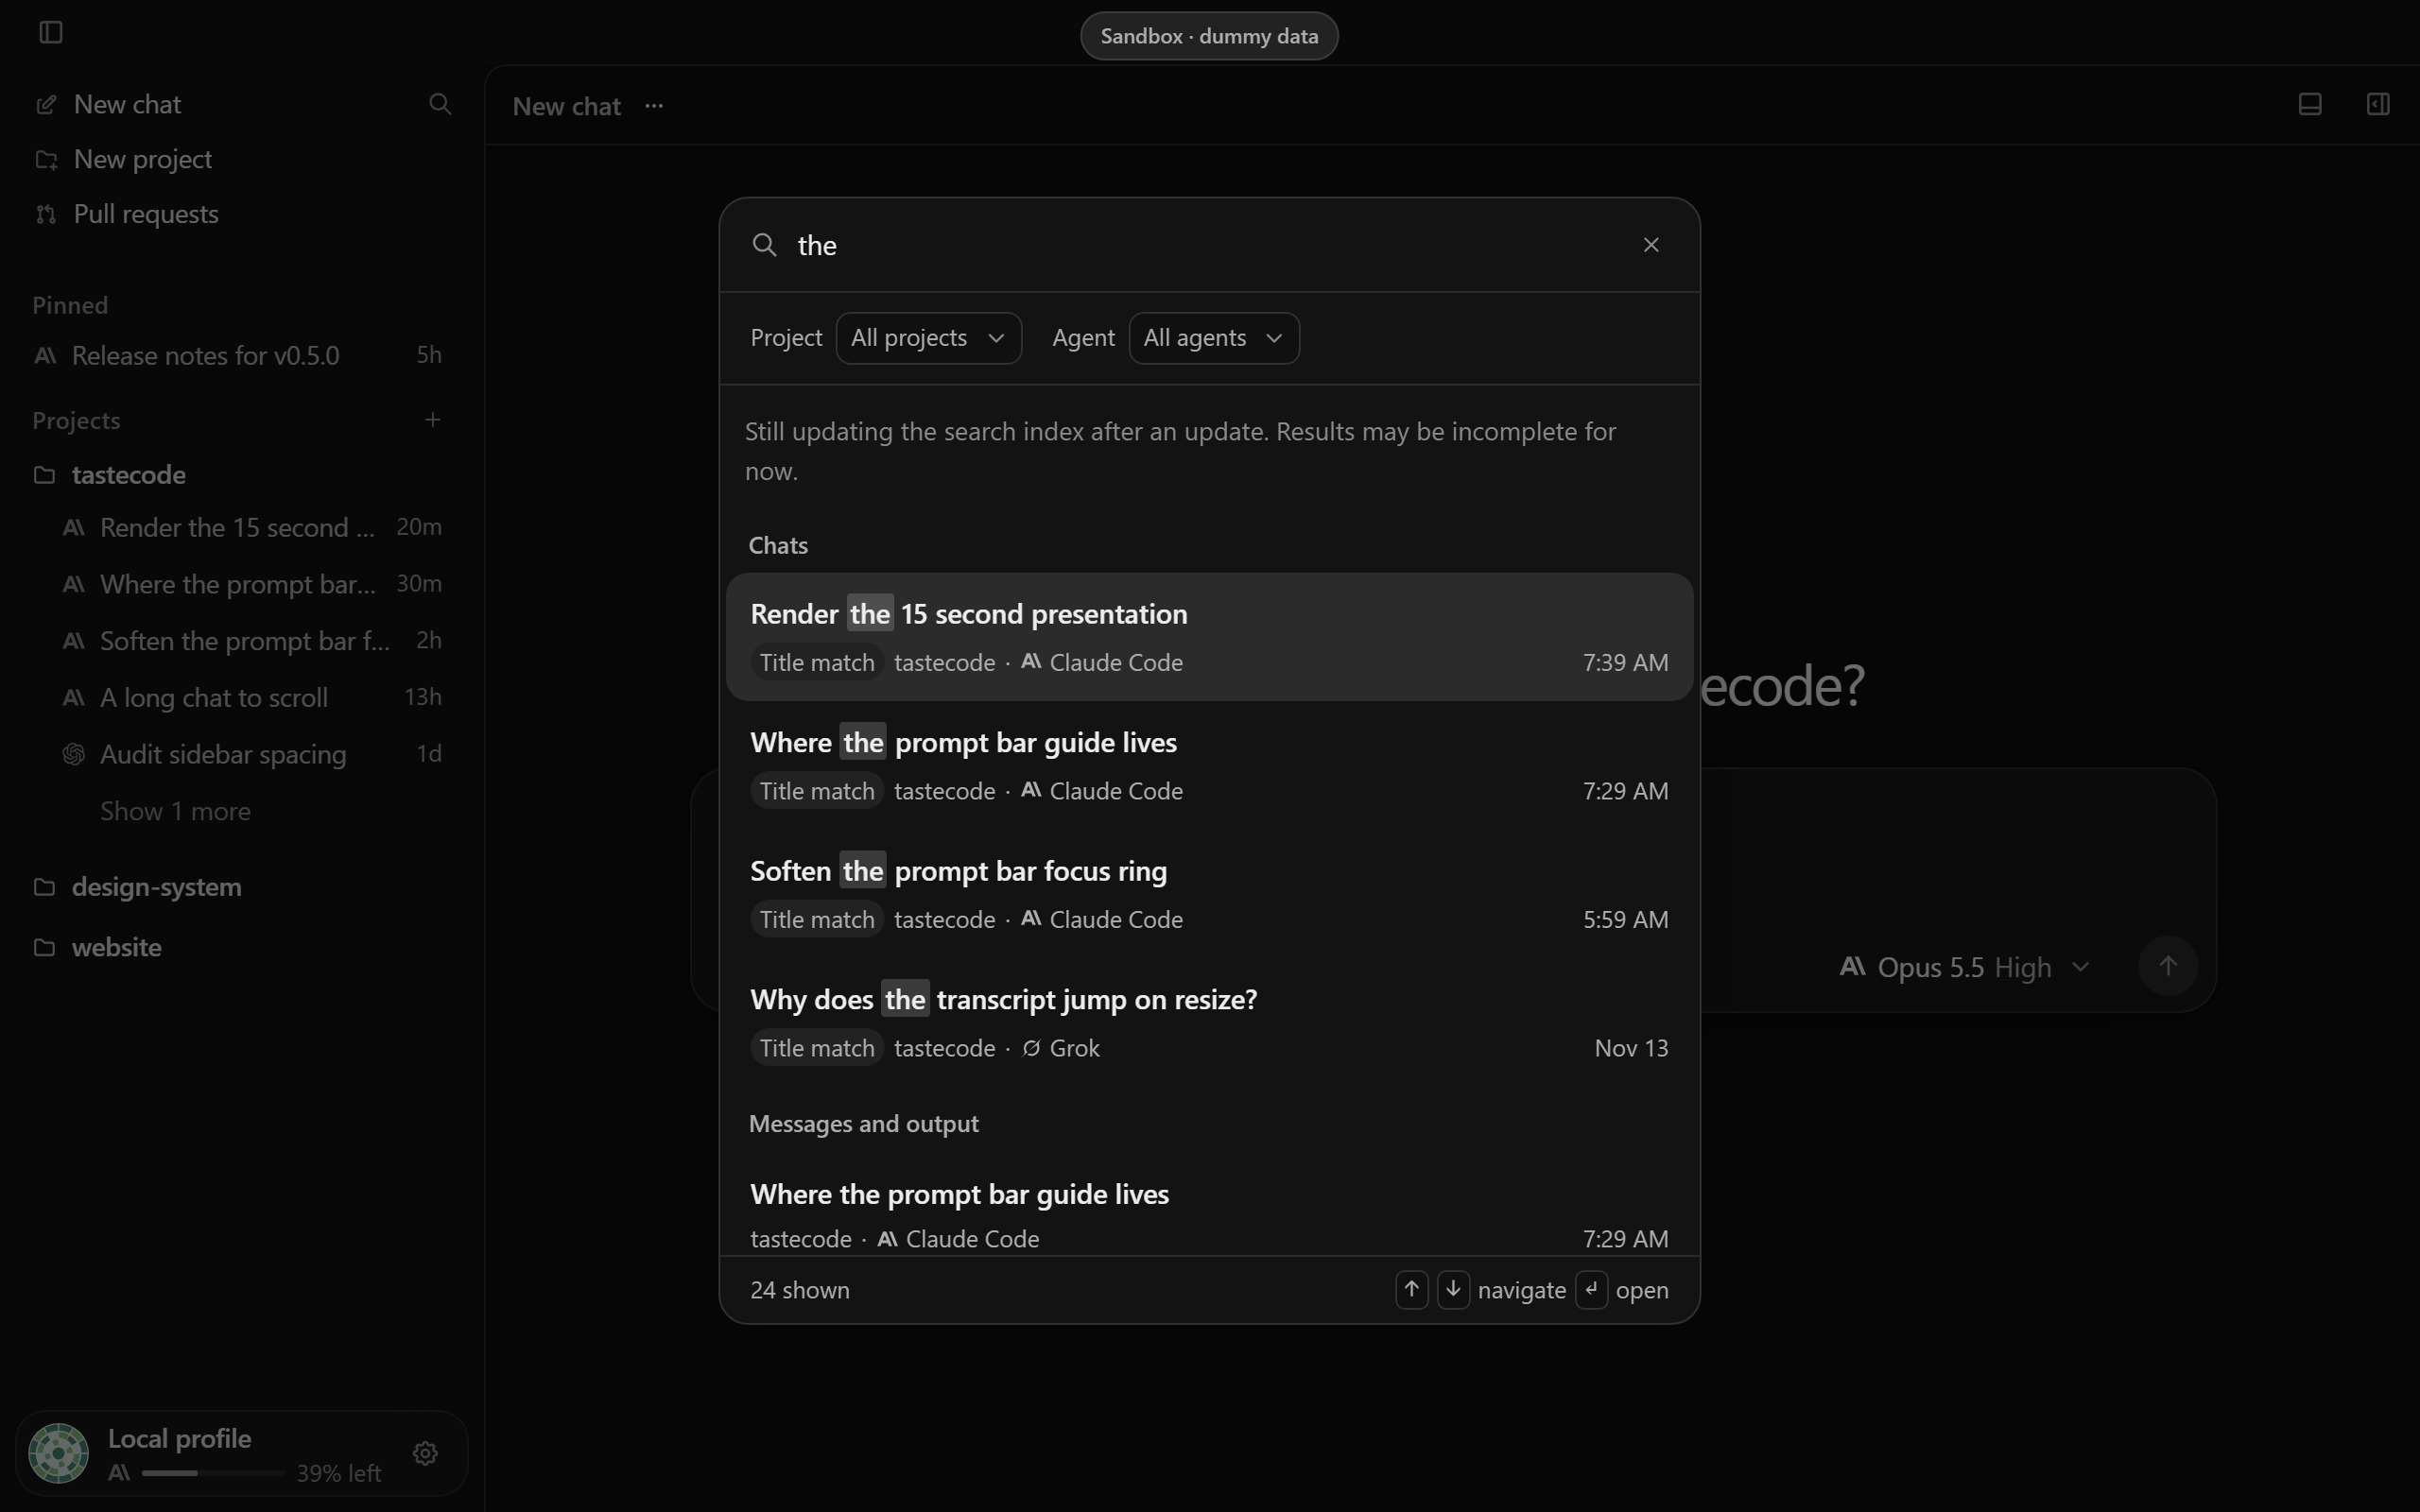 Sandbox · dummy data
New chat
New project
Pull requests
Pinned
Release notes for v0.5.0 5h
Projects
tastecode
Render the 15 second ... 20m
Where the prompt bar... 30m
Soften the prompt bar f... 2h
A long chat to scroll 13h
Audit sidebar spacing 1d
Show 1 more
design-system
website
Local profile
39% left
New chat ...
ecode?
Opus 5.5 High
the
Project All projects Agent All agents
Still updating the search index after an update. Results may be incomplete for
now.
Chats
Render the 15 second presentation
Title match tastecode · Claude Code 7:39 AM
Where the prompt bar guide lives
Title match tastecode · Claude Code 7:29 AM
Soften the prompt bar focus ring
Title match tastecode · Claude Code 5:59 AM
Why does the transcript jump on resize?
Title match tastecode · Grok Nov 13
Messages and output
Where the prompt bar guide lives
tastecode · Claude Code 7:29 AM
24 shown navigate open